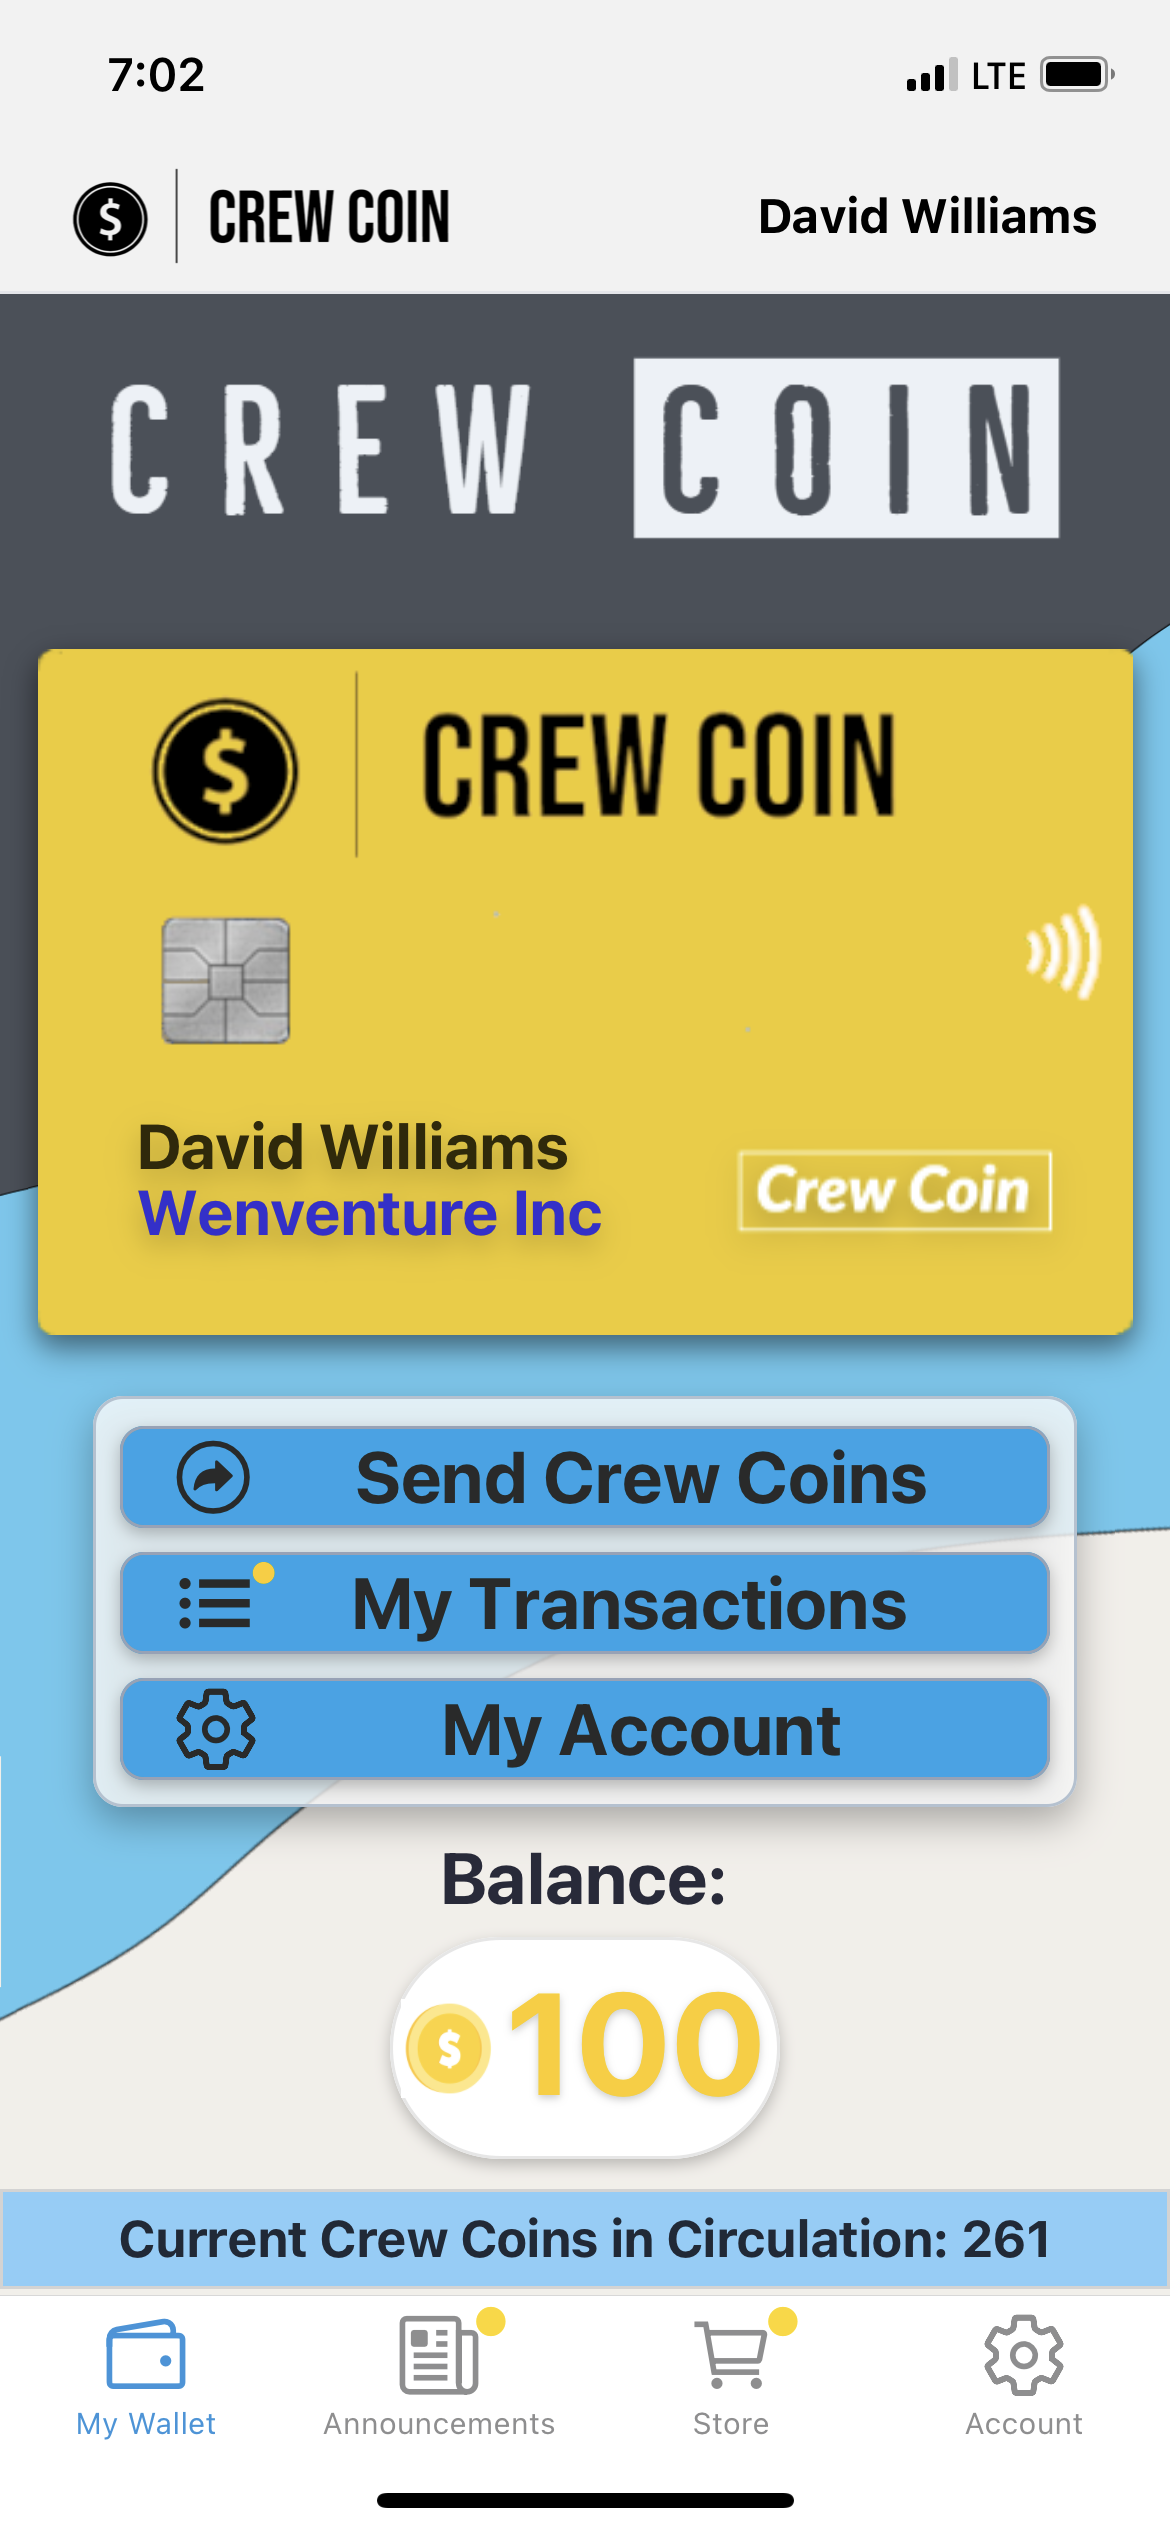 7:02 LTE
$ CREW COIN David Williams
CREW COIN
$ CREW COIN
David Williams
Wenventure Inc
Crew Coin
Send Crew Coins
My Transactions
My Account
Balance:
$ 100
Current Crew Coins in Circulation: 261
My Wallet Announcements Store Account